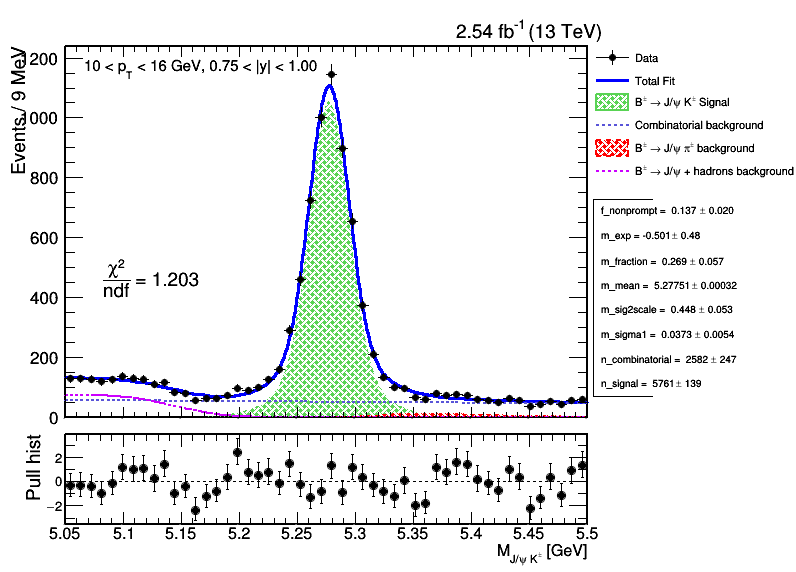 2.54 fb⁻¹ (13 TeV)
Events / 9 MeV
10 < p_T < 16 GeV, 0.75 < |y| < 1.00
1200
1000
800
600
400
200
0
χ²/ndf = 1.203
Data
Total Fit
B± → J/ψ K± Signal
Combinatorial background
B± → J/ψ π± background
B± → J/ψ + hadrons background
f_nonprompt = 0.137 ± 0.020
m_exp = -0.501 ± 0.48
m_fraction = 0.269 ± 0.057
m_mean = 5.27751 ± 0.00032
m_sig2scale = 0.448 ± 0.053
m_sigma1 = 0.0373 ± 0.0054
n_combinatorial = 2582 ± 247
n_signal = 5761 ± 139
Pull hist
2
0
−2
5.05 5.1 5.15 5.2 5.25 5.3 5.35 5.4 5.45 5.5
M_J/ψ K± [GeV]